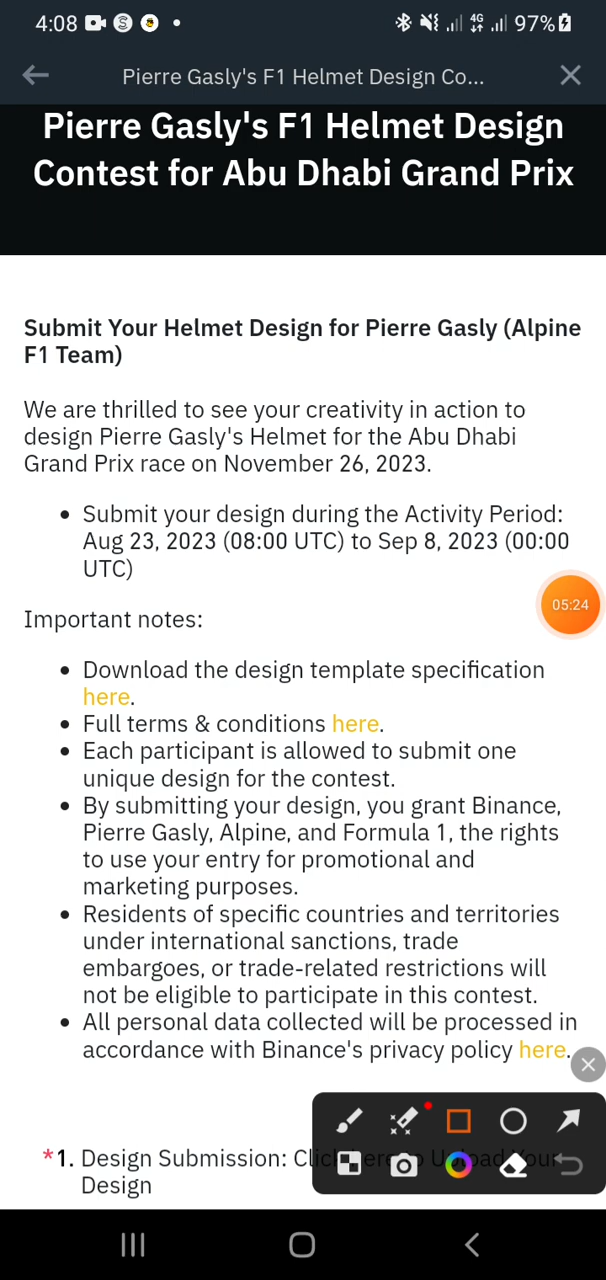 4:08
4G
97%
Pierre Gasly's F1 Helmet Design Co...
Pierre Gasly's F1 Helmet Design
Contest for Abu Dhabi Grand Prix
Submit Your Helmet Design for Pierre Gasly (Alpine
F1 Team)
We are thrilled to see your creativity in action to
design Pierre Gasly's Helmet for the Abu Dhabi
Grand Prix race on November 26, 2023.
• Submit your design during the Activity Period:
Aug 23, 2023 (08:00 UTC) to Sep 8, 2023 (00:00
UTC)
05:24
Important notes:
• Download the design template specification
here.
• Full terms & conditions here.
• Each participant is allowed to submit one
unique design for the contest.
• By submitting your design, you grant Binance,
Pierre Gasly, Alpine, and Formula 1, the rights
to use your entry for promotional and
marketing purposes.
• Residents of specific countries and territories
under international sanctions, trade
embargoes, or trade-related restrictions will
not be eligible to participate in this contest.
• All personal data collected will be processed in
accordance with Binance's privacy policy here.
*1. Design Submission: Click here to Upload Your
Design